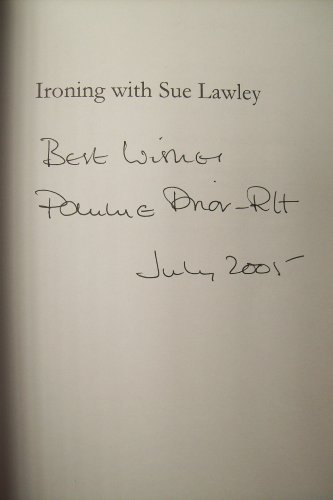 Ironing with Sue Lawley
Best Wishes
Pauline Prior-Pitt
July 2005